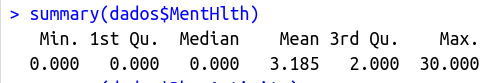 > summary(dados$MentHlth)
Min. 1st Qu. Median Mean 3rd Qu. Max.
0.000 0.000 0.000 3.185 2.000 30.000